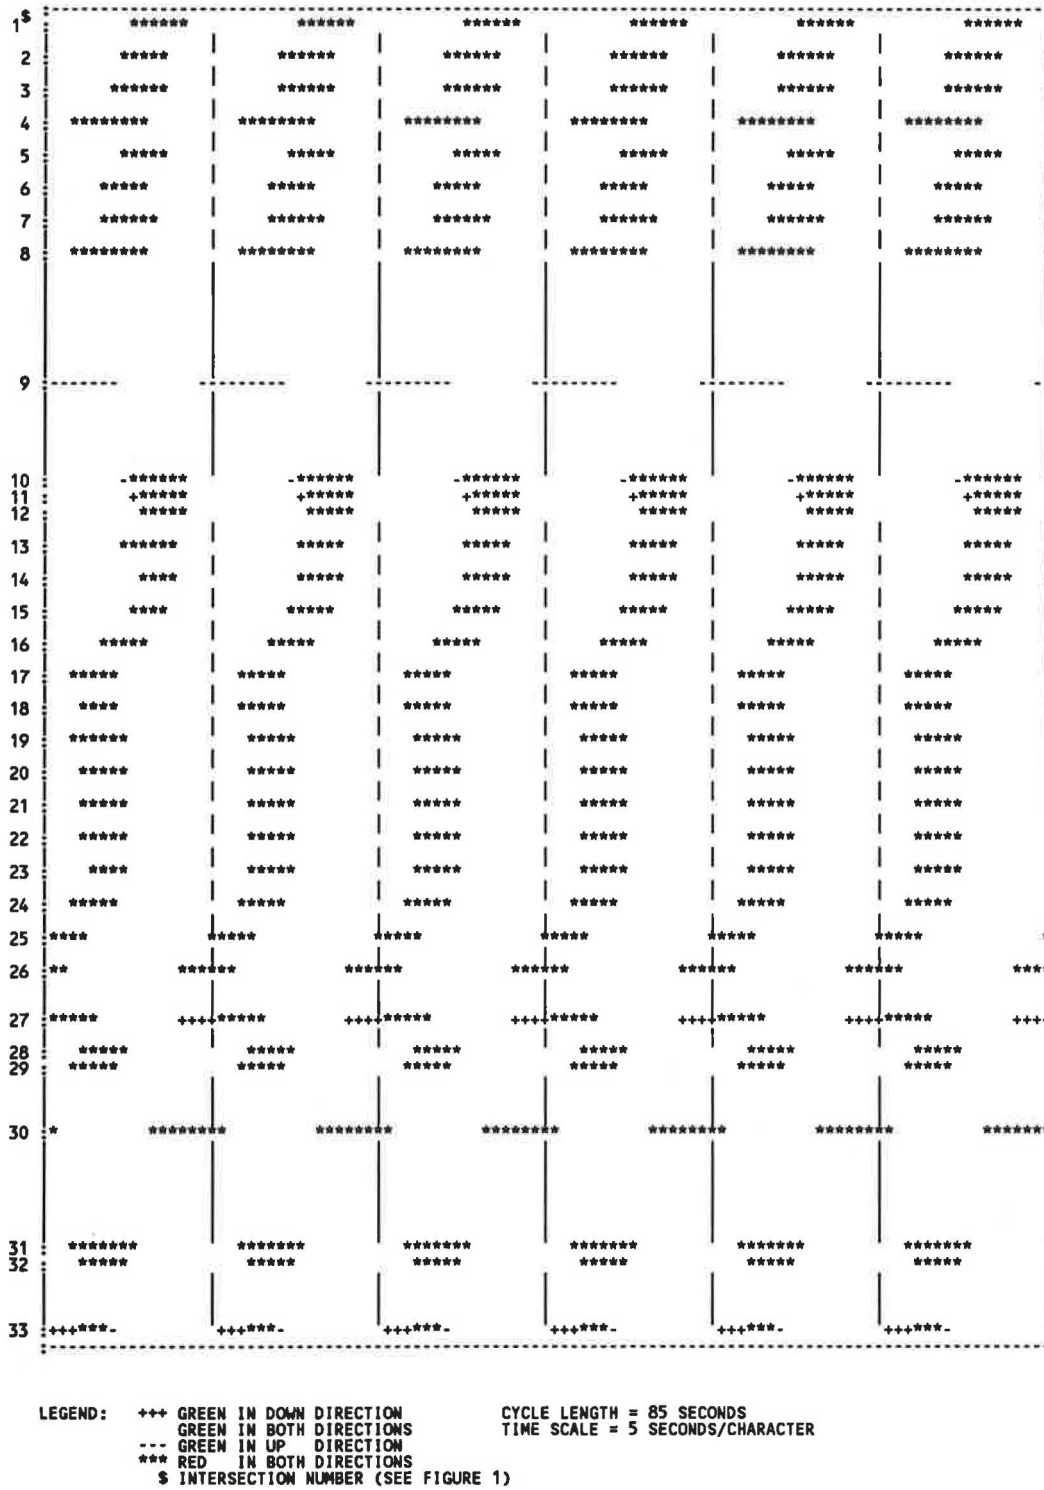 $
1 ****** ****** ****** ****** ****** ******
2 ***** ****** ****** ****** ****** ******
3 ****** ****** ****** ****** ****** ******
4 ******** ******** ******** ******** ******** ********
5 ***** ***** ***** ***** ***** *****
6 ***** ***** ***** ***** ***** *****
7 ****** ****** ****** ****** ****** ******
8 ******** ******** ******** ******** ******** ********
9 ------- --------- --------- --------- --------- --------- -
10 -****** -****** -****** -****** -****** -******
11 +***** +***** +***** +***** +***** +*****
12 ***** ***** ***** ***** ***** *****
13 ****** ***** ***** ***** ***** *****
14 **** ***** ***** ***** ***** *****
15 **** ***** ***** ***** ***** *****
16 ***** ***** ***** ***** ***** *****
17 ***** ***** ***** ***** ***** *****
18 **** ***** ***** ***** ***** *****
19 ****** ***** ***** ***** ***** *****
20 ***** ***** ***** ***** ***** *****
21 ***** ***** ***** ***** ***** *****
22 ***** ***** ***** ***** ***** *****
23 **** ***** ***** ***** ***** *****
24 ***** ***** ***** ***** ***** *****
25 **** ***** ***** ***** ***** *****
26 ** ****** ****** ****** ****** ****** ****
27 ***** ++++***** ++++***** ++++***** ++++***** ++++***** ++++
28 ***** ***** ***** ***** ***** *****
29 ***** ***** ***** ***** ***** *****
30 * ******** ******** ******** ******** ******** *******
31 ******* ******* ******* ******* ******* *******
32 ***** ***** ***** ***** ***** *****
33 +++***- +++***- +++***- +++***- +++***- +++***-
LEGEND: +++ GREEN IN DOWN DIRECTION CYCLE LENGTH = 85 SECONDS
GREEN IN BOTH DIRECTIONS TIME SCALE = 5 SECONDS/CHARACTER
--- GREEN IN UP DIRECTION
*** RED IN BOTH DIRECTIONS
$ INTERSECTION NUMBER (SEE FIGURE 1)